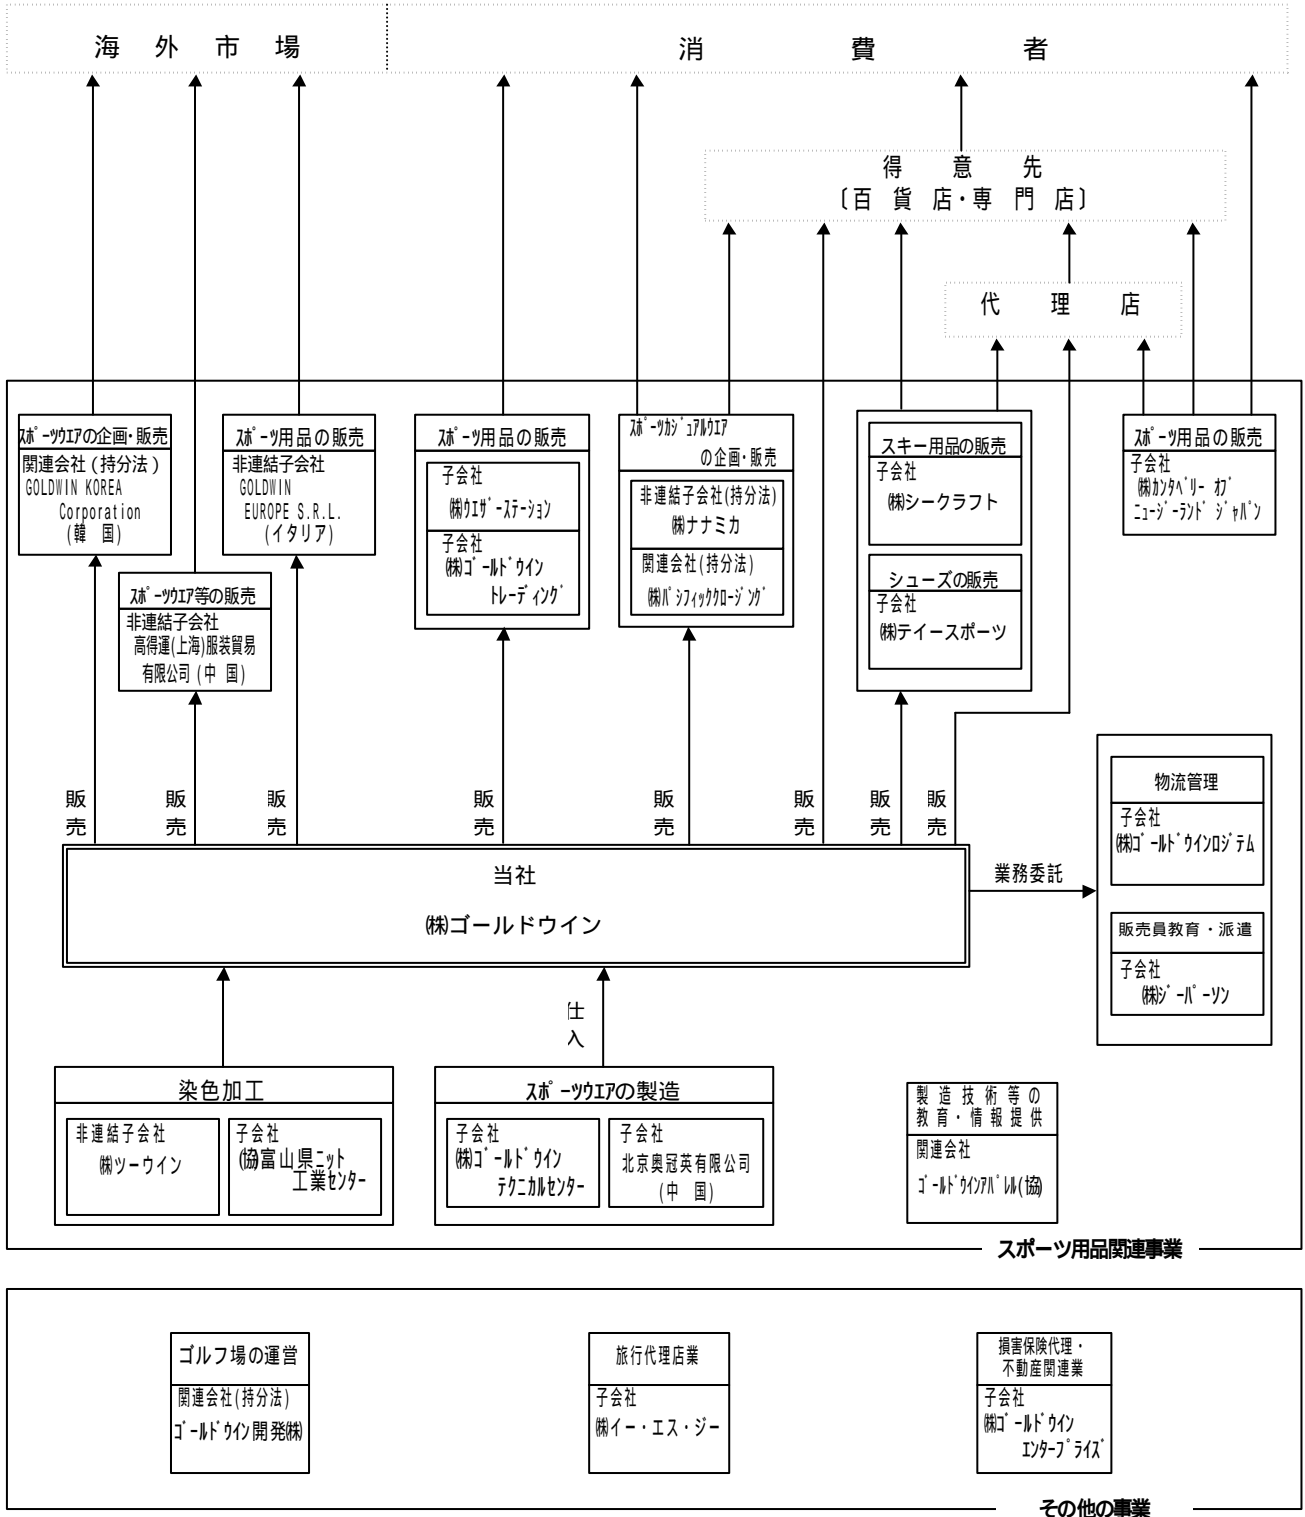 海外市場
消費者
得意先
〔百貨店・専門店〕
代理店
スポーツウエアの企画・販売
関連会社(持分法)
GOLDWIN KOREA
Corporation
(韓 国)
スポーツ用品の販売
非連結子会社
GOLDWIN
EUROPE S.R.L.
(イタリア)
スポーツウエア等の販売
非連結子会社
高得運(上海)服装貿易
有限公司(中 国)
スポーツ用品の販売
子会社
㈱ウエザーステーション
子会社
㈱ゴールドウイン
トレーディング
スポーツカジュアルウエア
の企画・販売
非連結子会社(持分法)
㈱ナナミカ
関連会社(持分法)
㈱パシフィッククロージング
スキー用品の販売
子会社
㈱シークラフト
シューズの販売
子会社
㈱テイースポーツ
スポーツ用品の販売
子会社
㈱カンタベリー オブ
ニュージーランド ジャパン
販売
販売
販売
販売
販売
販売
販売
販売
当社
㈱ゴールドウイン
業務委託
物流管理
子会社
㈱ゴールドウインロジテム
販売員教育・派遣
子会社
㈱ジーパーソン
仕入
染色加工
非連結子会社
㈱ツーウイン
子会社
(協)富山県ニット
工業センター
スポーツウエアの製造
子会社
㈱ゴールドウイン
テクニカルセンター
子会社
北京奥冠英有限公司
(中 国)
製造技術等の
教育・情報提供
関連会社
ゴールドウインアパレル(協)
スポーツ用品関連事業
ゴルフ場の運営
関連会社(持分法)
ゴールドウイン開発㈱
旅行代理店業
子会社
㈱イー・エス・ジー
損害保険代理・
不動産関連業
子会社
㈱ゴールドウイン
エンタープライズ
その他の事業